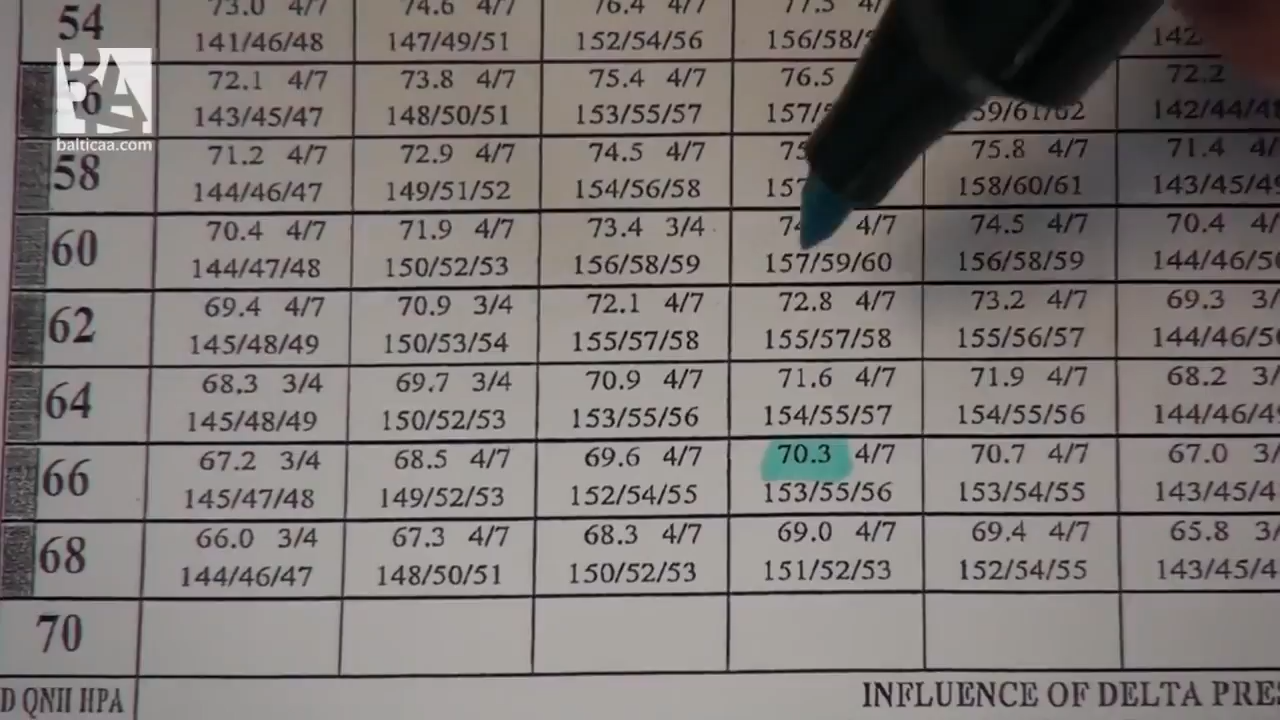 54 73.0 4/7 74.6 4/7 76.4 4/7 77.5
141/46/48 147/49/51 152/54/56 156/58/ 142
BAA
72.1 4/7 73.8 4/7 75.4 4/7 76.5 72.2
143/45/47 148/50/51 153/55/57 157/ 59/61/62 142/44/4
balticaa.com
58 71.2 4/7 72.9 4/7 74.5 4/7 75 75.8 4/7 71.4 4/
144/46/47 149/51/52 154/56/58 157 158/60/61 143/45/4
60 70.4 4/7 71.9 4/7 73.4 3/4 74 4/7 74.5 4/7 70.4 4/
144/47/48 150/52/53 156/58/59 157/59/60 156/58/59 144/46/5
62 69.4 4/7 70.9 3/4 72.1 4/7 72.8 4/7 73.2 4/7 69.3 3/
145/48/49 150/53/54 155/57/58 155/57/58 155/56/57 144/46/5
64 68.3 3/4 69.7 3/4 70.9 4/7 71.6 4/7 71.9 4/7 68.2 3/
145/48/49 150/52/53 153/55/56 154/55/57 154/55/56 144/46/4
66 67.2 3/4 68.5 4/7 69.6 4/7 70.3 4/7 70.7 4/7 67.0 3/
145/47/48 149/52/53 152/54/55 153/55/56 153/54/55 143/45/4
68 66.0 3/4 67.3 4/7 68.3 4/7 69.0 4/7 69.4 4/7 65.8 3/
144/46/47 148/50/51 150/52/53 151/52/53 152/54/55 143/45/4
70
D QNH HPA INFLUENCE OF DELTA PRES